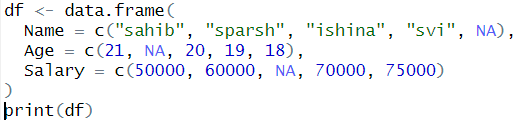 df <- data.frame(
  Name = c("sahib", "sparsh", "ishina", "svi", NA),
  Age = c(21, NA, 20, 19, 18),
  Salary = c(50000, 60000, NA, 70000, 75000)
)
print(df)